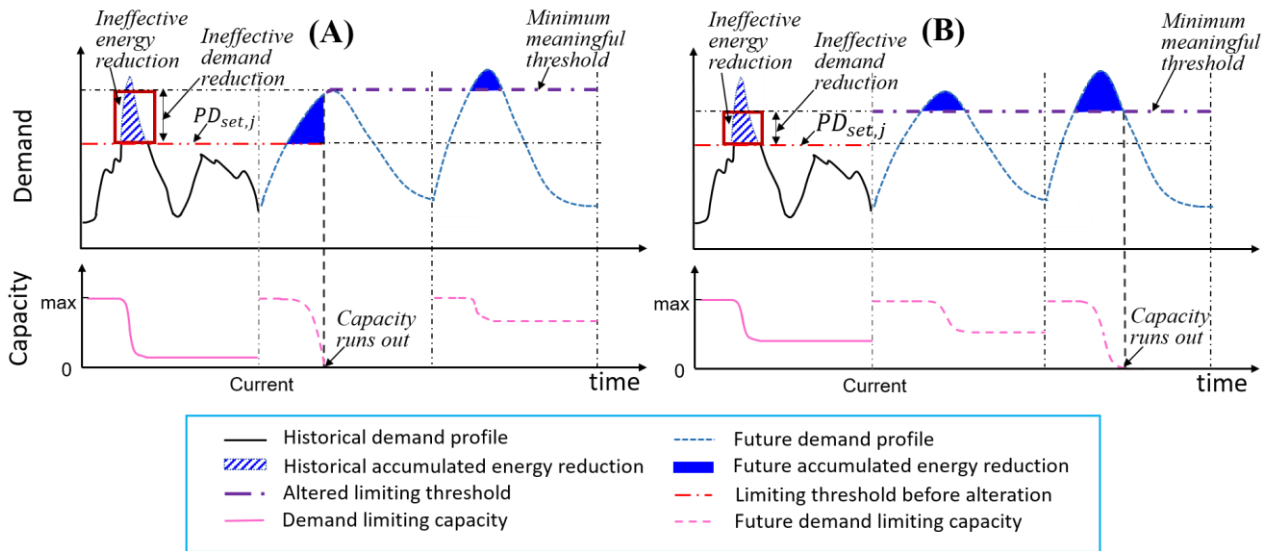 (A)
Ineffective
energy
reduction
Ineffective
demand
reduction
Minimum
meaningful
threshold
PDset,j
Demand
Capacity
max
0
Capacity
runs out
Current
time
(B)
Ineffective
energy
reduction
Ineffective
demand
reduction
Minimum
meaningful
threshold
PDset,j
max
0
Capacity
runs out
Current
time
Historical demand profile
Future demand profile
Historical accumulated energy reduction
Future accumulated energy reduction
Altered limiting threshold
Limiting threshold before alteration
Demand limiting capacity
Future demand limiting capacity